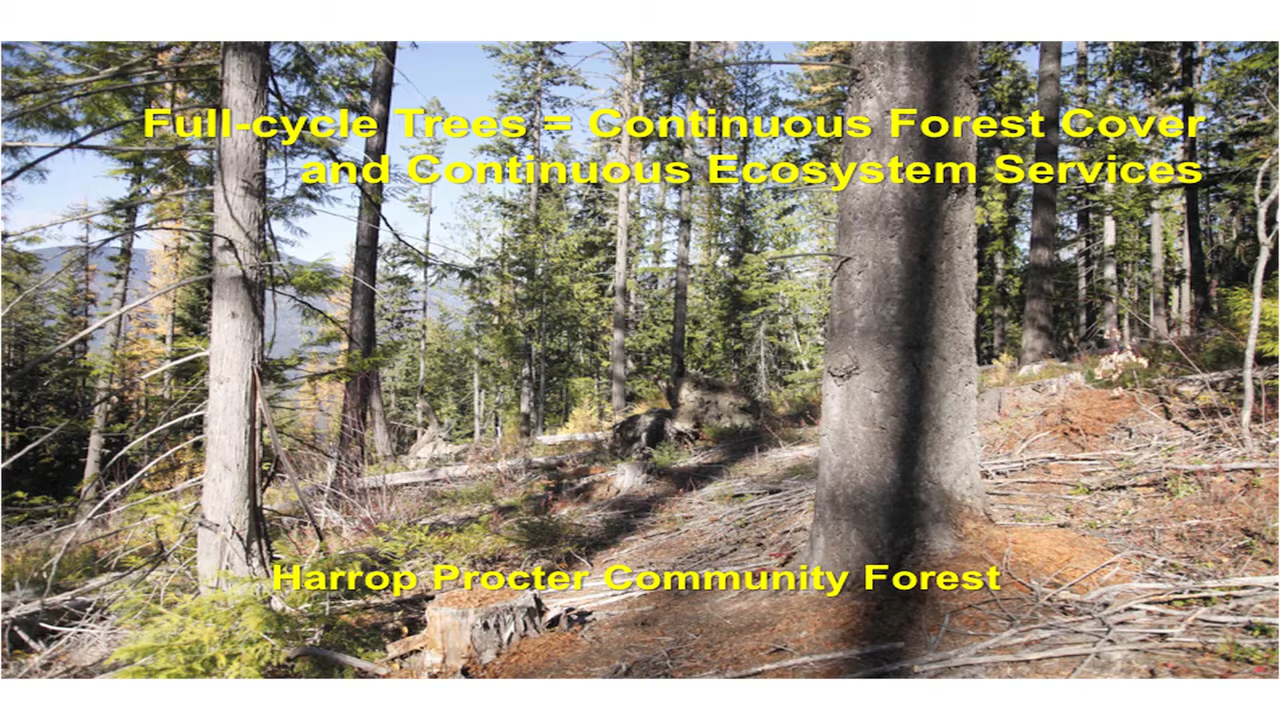 Full-cycle Trees = Continuous Forest Cover
and Continuous Ecosystem Services
Harrop Procter Community Forest